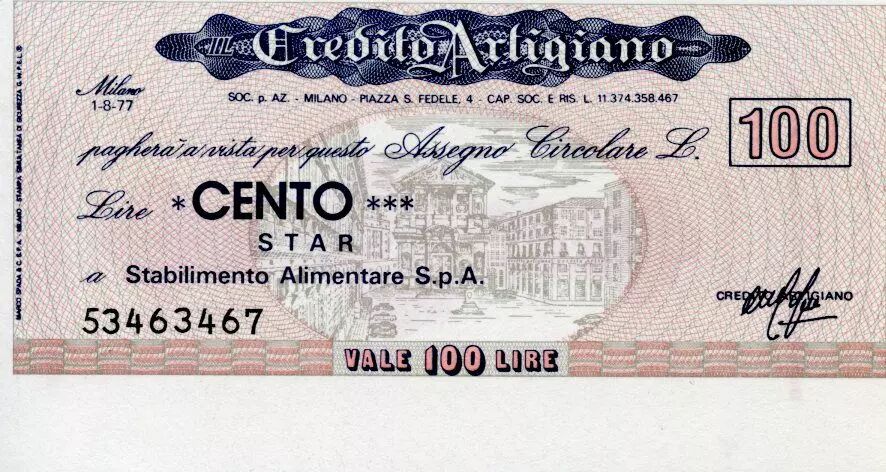 IL Credito Artigiano
Milano
1-8-77
SOC. p. AZ. - MILANO - PIAZZA S. FEDELE, 4 - CAP. SOC. E RIS. L. 11.374.358.467
100
pagherà a vista per questo Assegno Circolare L.
Lire *CENTO***
STAR
a Stabilimento Alimentare S.p.A.
CREDITO ARTIGIANO
53463467
VALE 100 LIRE